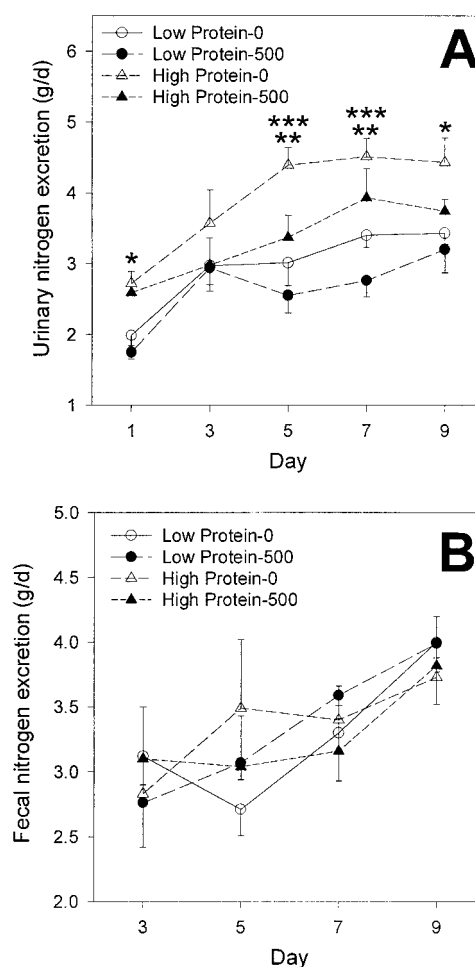 A
Low Protein-0
Low Protein-500
High Protein-0
High Protein-500
Urinary nitrogen excretion (g/d)
6
5
4
3
2
1
*
***
**
***
**
*
1 3 5 7 9
Day
B
Low Protein-0
Low Protein-500
High Protein-0
High Protein-500
Fecal nitrogen excretion (g/d)
5.0
4.5
4.0
3.5
3.0
2.5
2.0
3 5 7 9
Day